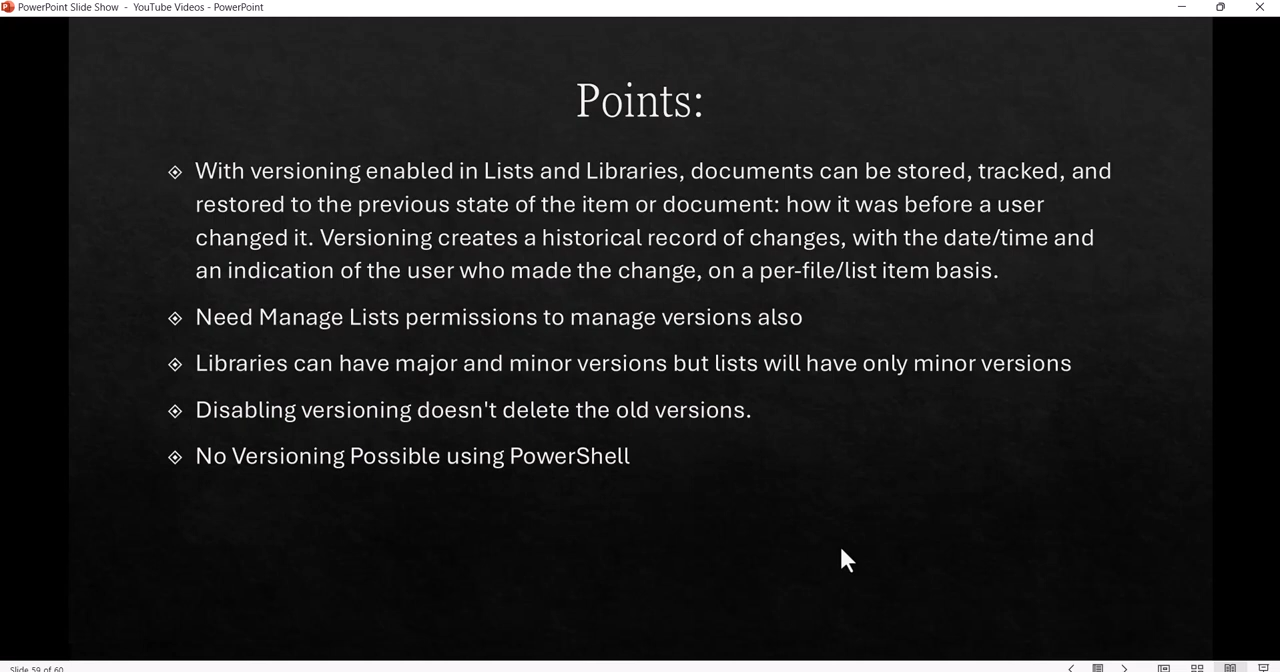 PowerPoint Slide Show - YouTube Videos - PowerPoint
Points:
With versioning enabled in Lists and Libraries, documents can be stored, tracked, and
restored to the previous state of the item or document: how it was before a user
changed it. Versioning creates a historical record of changes, with the date/time and
an indication of the user who made the change, on a per-file/list item basis.
Need Manage Lists permissions to manage versions also
Libraries can have major and minor versions but lists will have only minor versions
Disabling versioning doesn't delete the old versions.
No Versioning Possible using PowerShell
Slide 59 of 60